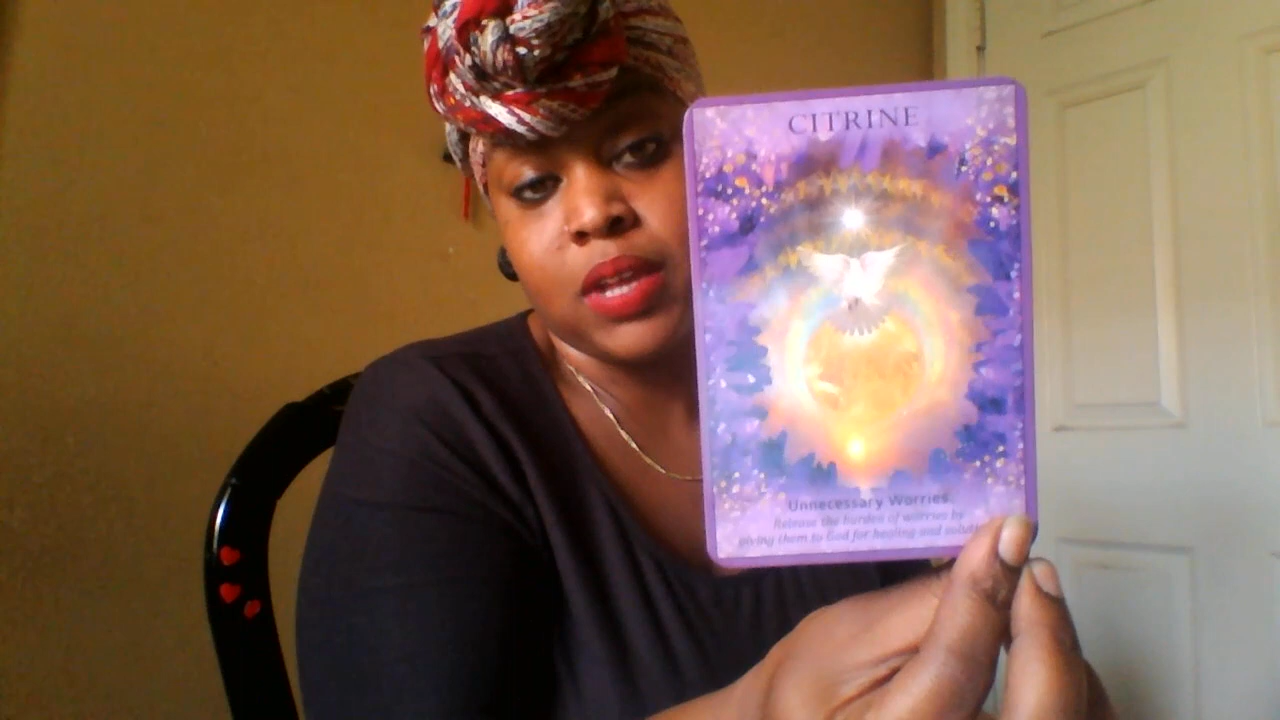 CITRINE
Unnecessary Worries
Release the burden of worries by
giving them to God for healing and